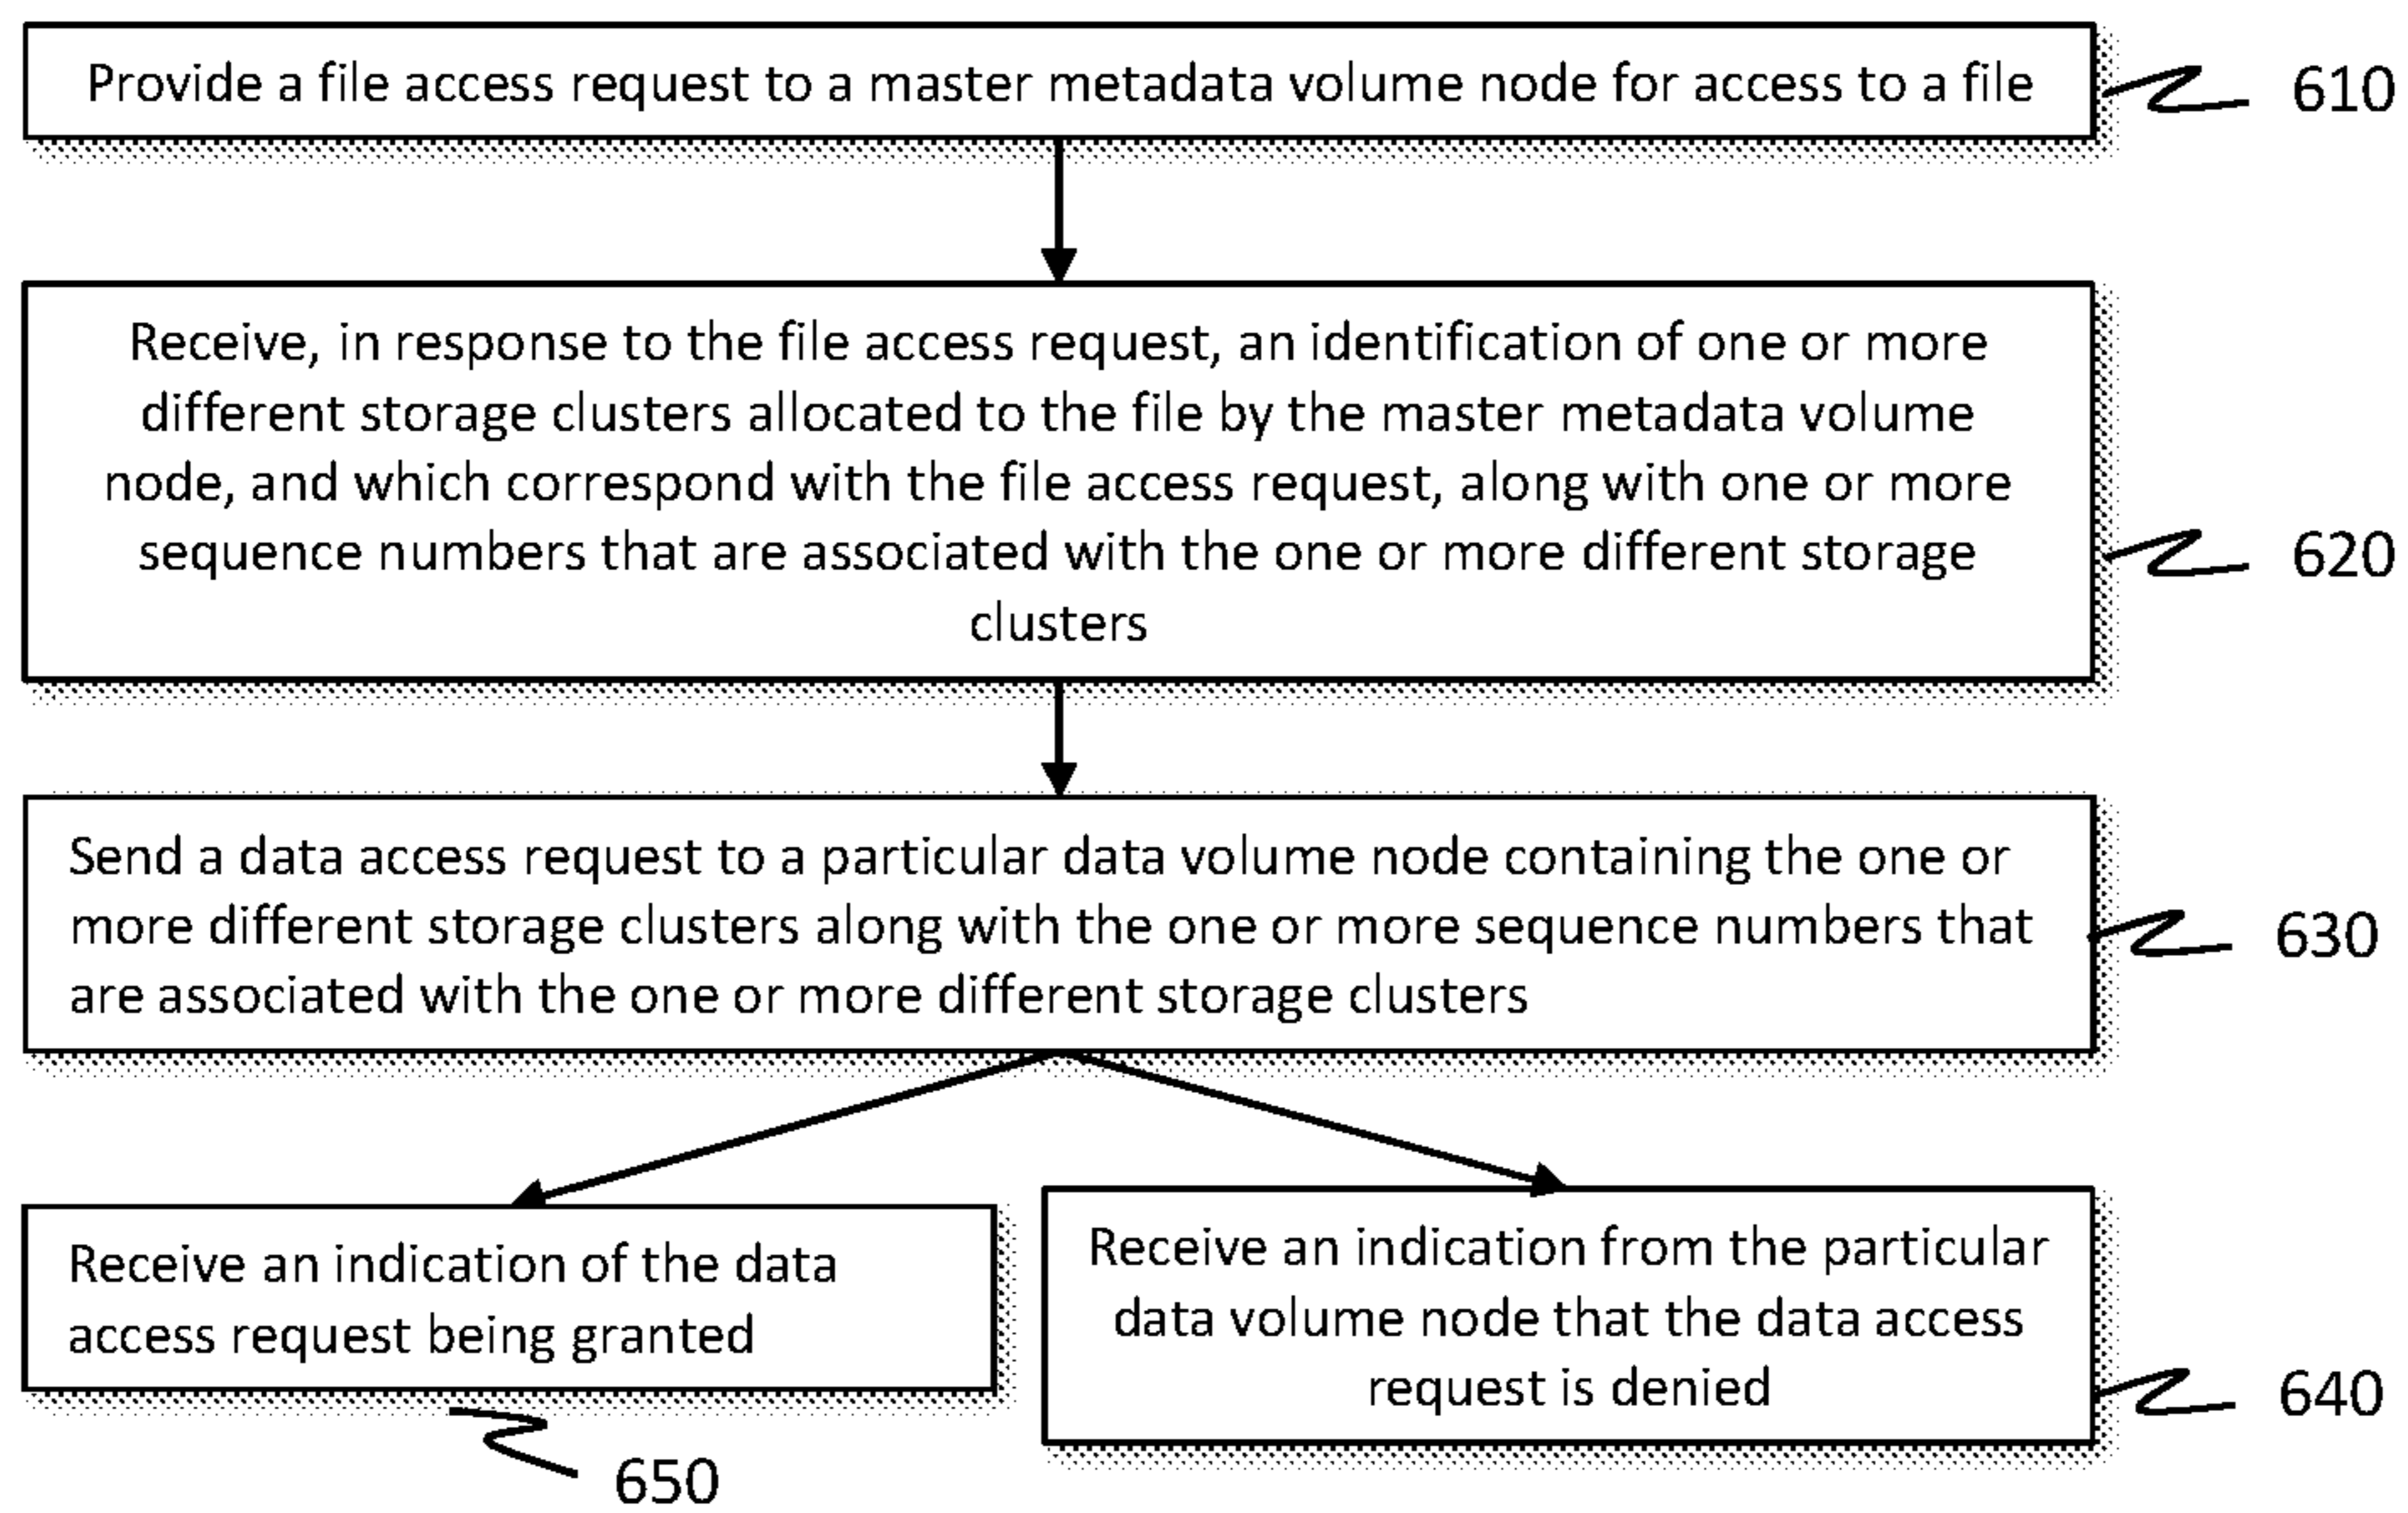 Provide a file access request to a master metadata volume node for access to a file
610
Receive, in response to the file access request, an identification of one or more
different storage clusters allocated to the file by the master metadata volume
node, and which correspond with the file access request, along with one or more
sequence numbers that are associated with the one or more different storage
clusters
620
Send a data access request to a particular data volume node containing the one or
more different storage clusters along with the one or more sequence numbers that
are associated with the one or more different storage clusters
630
Receive an indication of the data
access request being granted
650
Receive an indication from the particular
data volume node that the data access
request is denied
640